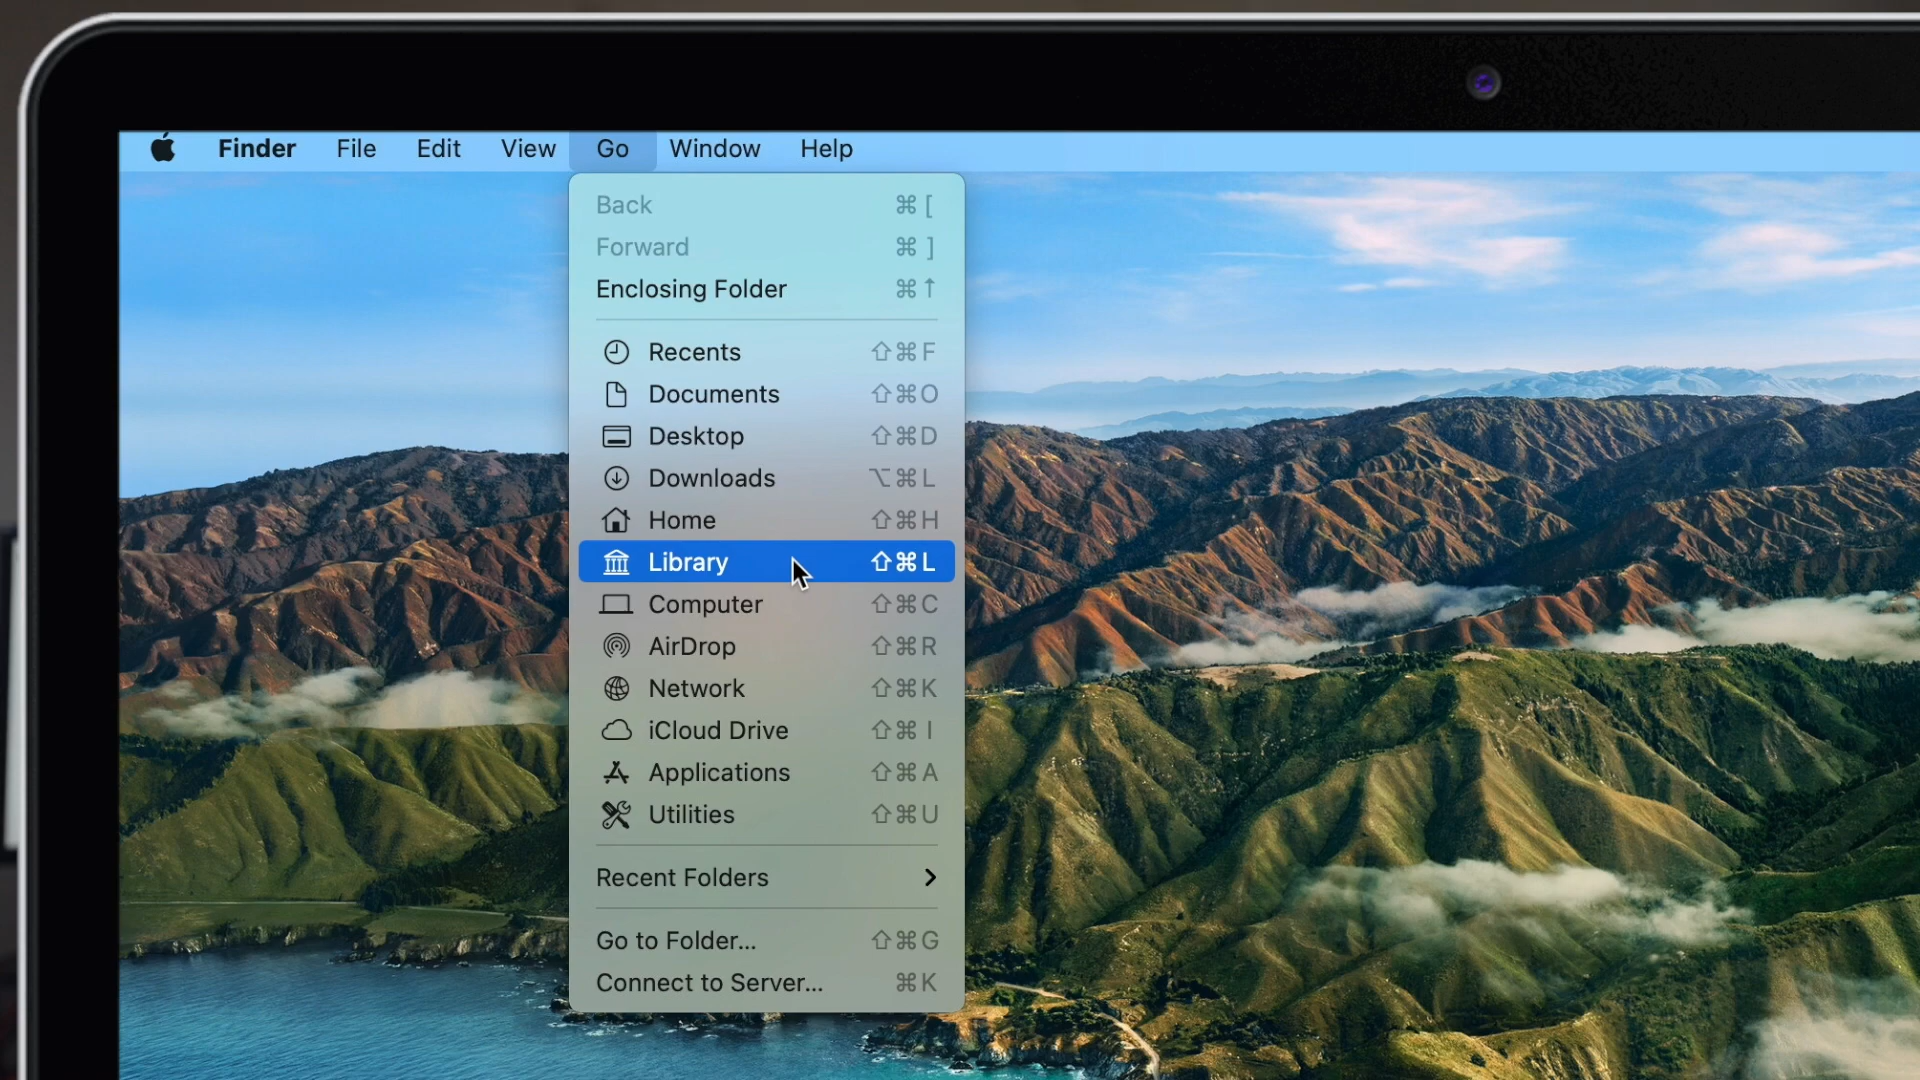 Finder File Edit View Go Window Help
Back ⌘ [
Forward ⌘ ]
Enclosing Folder ⌘ ↑
Recents ⇧⌘ F
Documents ⇧⌘ O
Desktop ⇧⌘ D
Downloads ⌥⌘ L
Home ⇧⌘ H
Library ⇧⌘ L
Computer ⇧⌘ C
AirDrop ⇧⌘ R
Network ⇧⌘ K
iCloud Drive ⇧⌘ I
Applications ⇧⌘ A
Utilities ⇧⌘ U
Recent Folders
Go to Folder... ⇧⌘ G
Connect to Server... ⌘ K